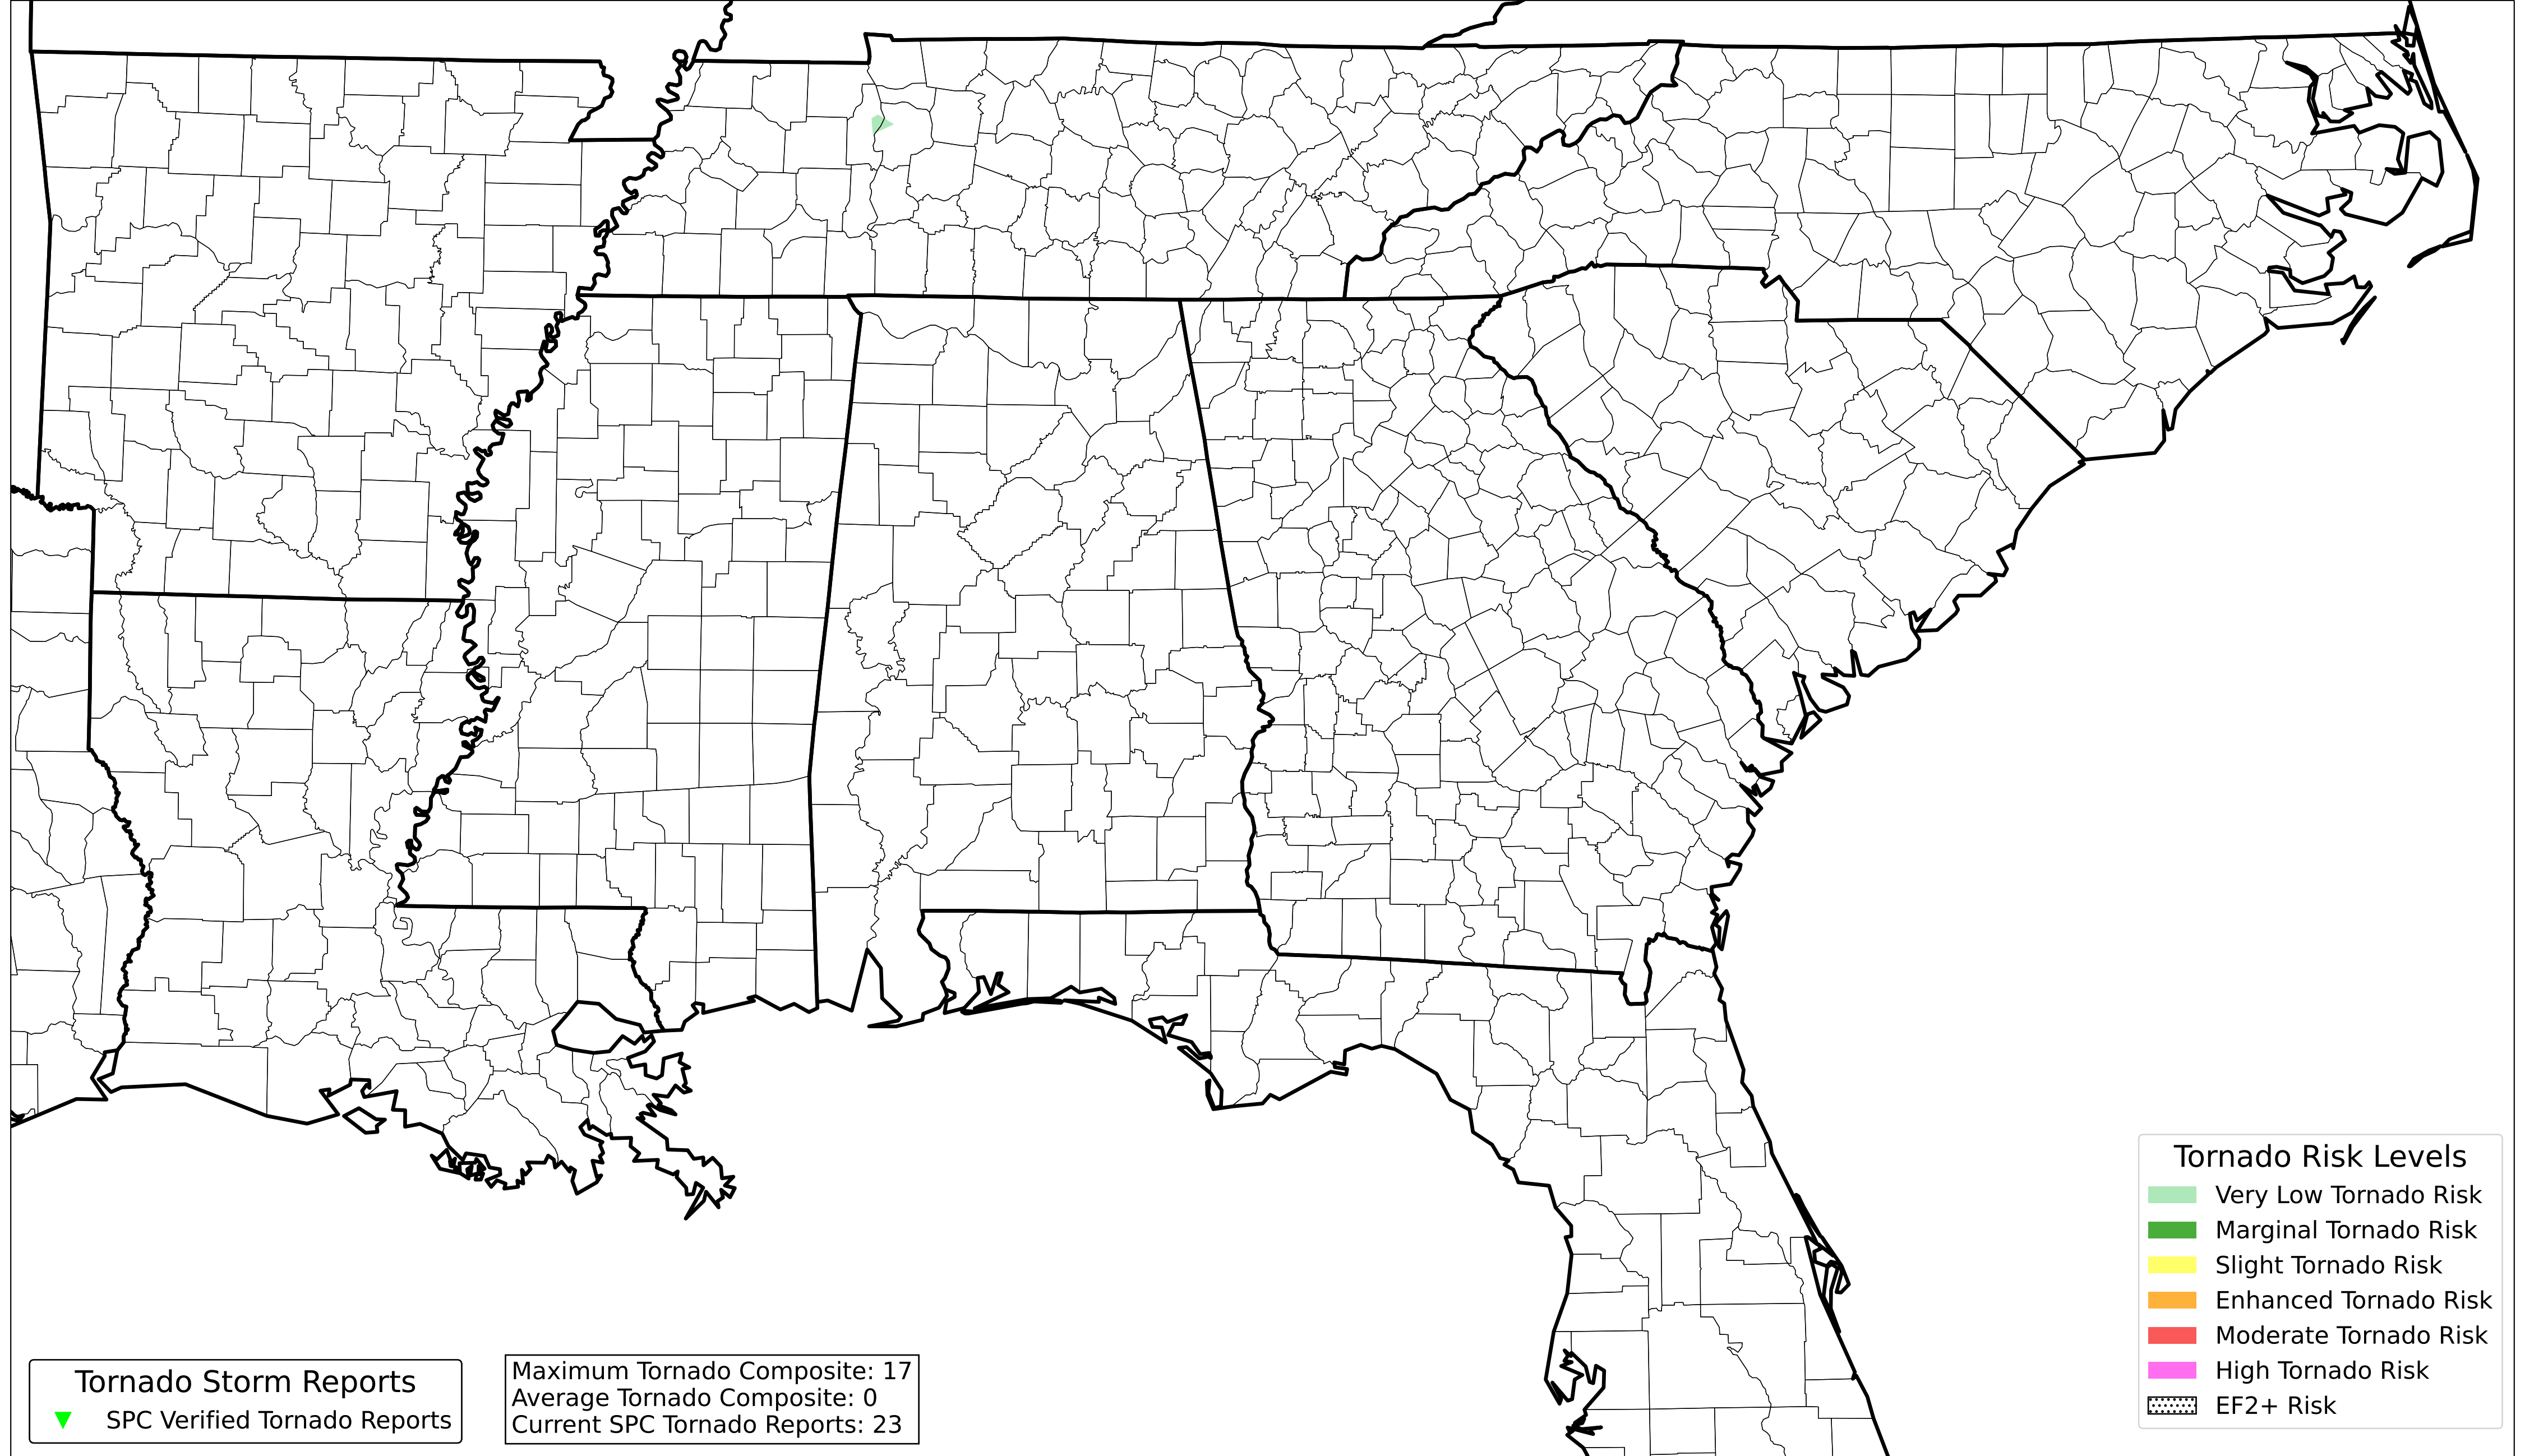 Tornado Risk Levels
Very Low Tornado Risk
Marginal Tornado Risk
Slight Tornado Risk
Enhanced Tornado Risk
Moderate Tornado Risk
High Tornado Risk
EF2+ Risk
Tornado Storm Reports
SPC Verified Tornado Reports
Maximum Tornado Composite: 17
Average Tornado Composite: 0
Current SPC Tornado Reports: 23